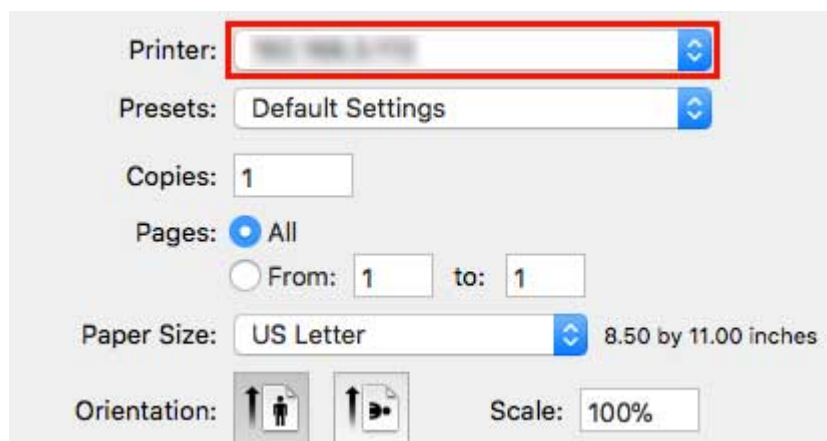 Printer:
Presets: Default Settings
Copies: 1
Pages: All
From: 1 to: 1
Paper Size: US Letter 8.50 by 11.00 inches
Orientation: Scale: 100%